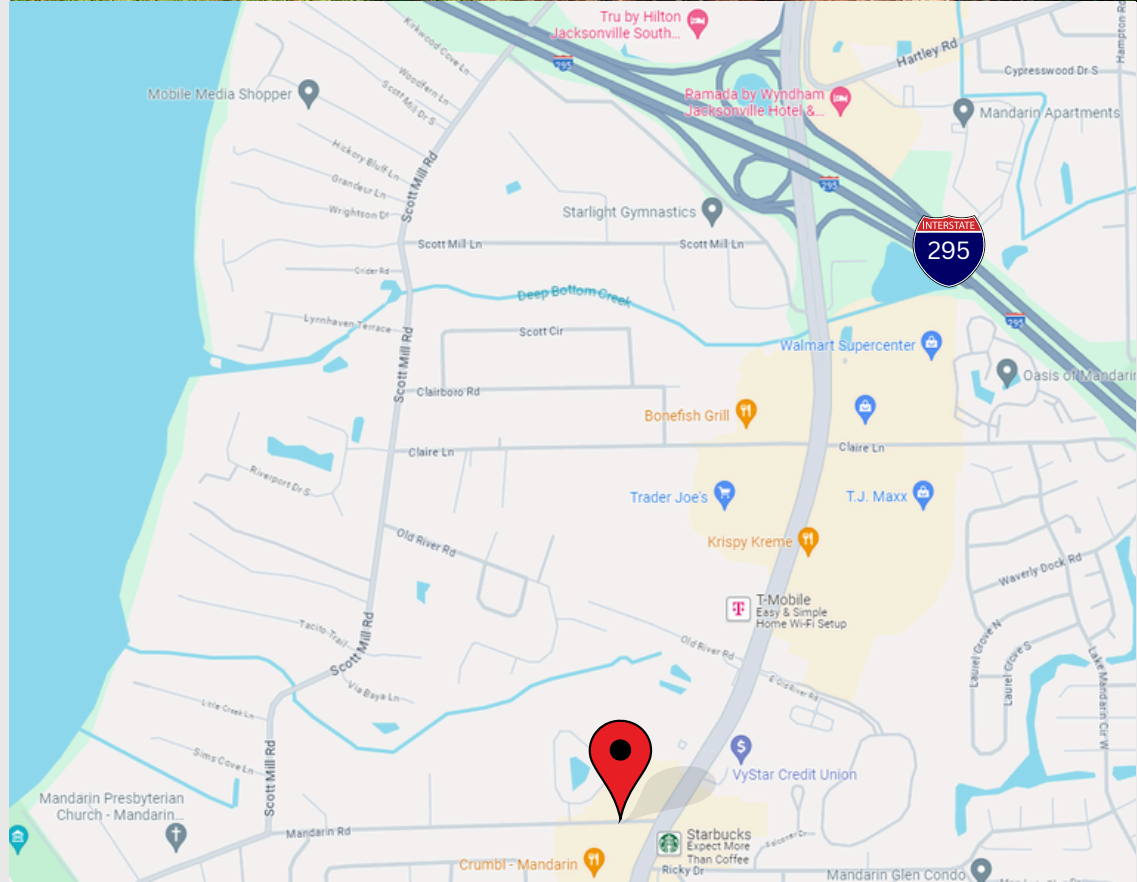 Tru by Hilton
Jacksonville South...
Kirkwood Cove Ln
295
Hartley Rd
Hampton Rd
Cypresswood Dr S
Woodfern Ln
Mobile Media Shopper
Scott Mill Dr S
Ramada by Wyndham
Jacksonville Hotel &...
Mandarin Apartments
Hickory Bluff Ln
Scott Mill Rd
Grandeur Ln
295
Wrightson Dr
Starlight Gymnastics
INTERSTATE
295
Scott Mill Ln
Scott Mill Ln
Crider Rd
Deep Bottom Creek
Lynnhaven Terrace
Scott Cir
295
Walmart Supercenter
Scott Mill Rd
Oasis of Mandarin
Clairboro Rd
Bonefish Grill
Claire Ln
Claire Ln
Riverport Dr S
Trader Joe's
T.J. Maxx
Old River Rd
Krispy Kreme
Waverly Dock Rd
T-Mobile
Easy & Simple
Home Wi-Fi Setup
Tacito Trail
Scott Mill Rd
Old River Rd
Laurel Grove N
Laurel Grove S
Lake Mandarin Cir W
E Old River Rd
Via Baya Ln
Little Creek Ln
Sims Cove Ln
Scott Mill Rd
VyStar Credit Union
Mandarin Presbyterian
Church - Mandarin...
Mandarin Rd
Starbucks
Expect More
Than Coffee
Falconer Dr
Crumbl - Mandarin
Ricky Dr
Mandarin Glen Condo